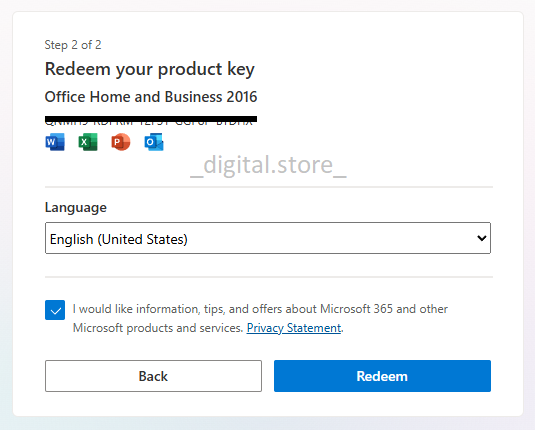 Step 2 of 2
Redeem your product key
Office Home and Business 2016
_digital.store_
Language
English (United States)
I would like information, tips, and offers about Microsoft 365 and other
Microsoft products and services. Privacy Statement.
Back
Redeem